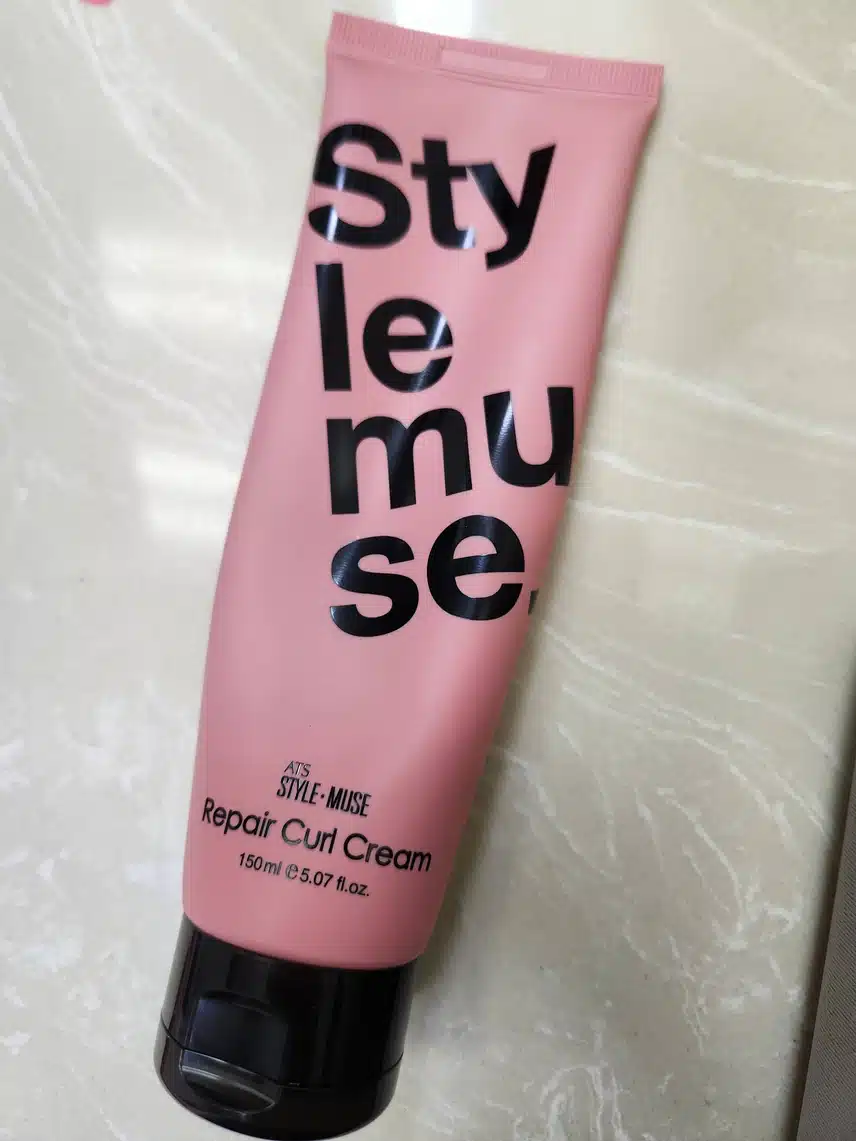 Sty
le
mu
se.
ATS
STYLE·MUSE
Repair Curl Cream
150ml ℮ 5.07 fl.oz.